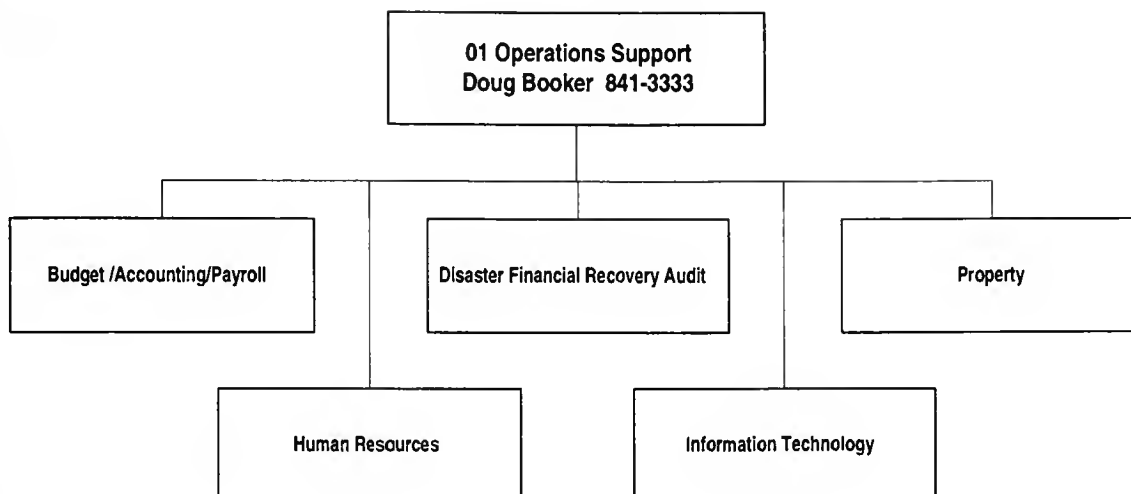 01 Operations Support
Doug Booker 841-3333
Budget /Accounting/Payroll
Disaster Financial Recovery Audit
Property
Human Resources
Information Technology